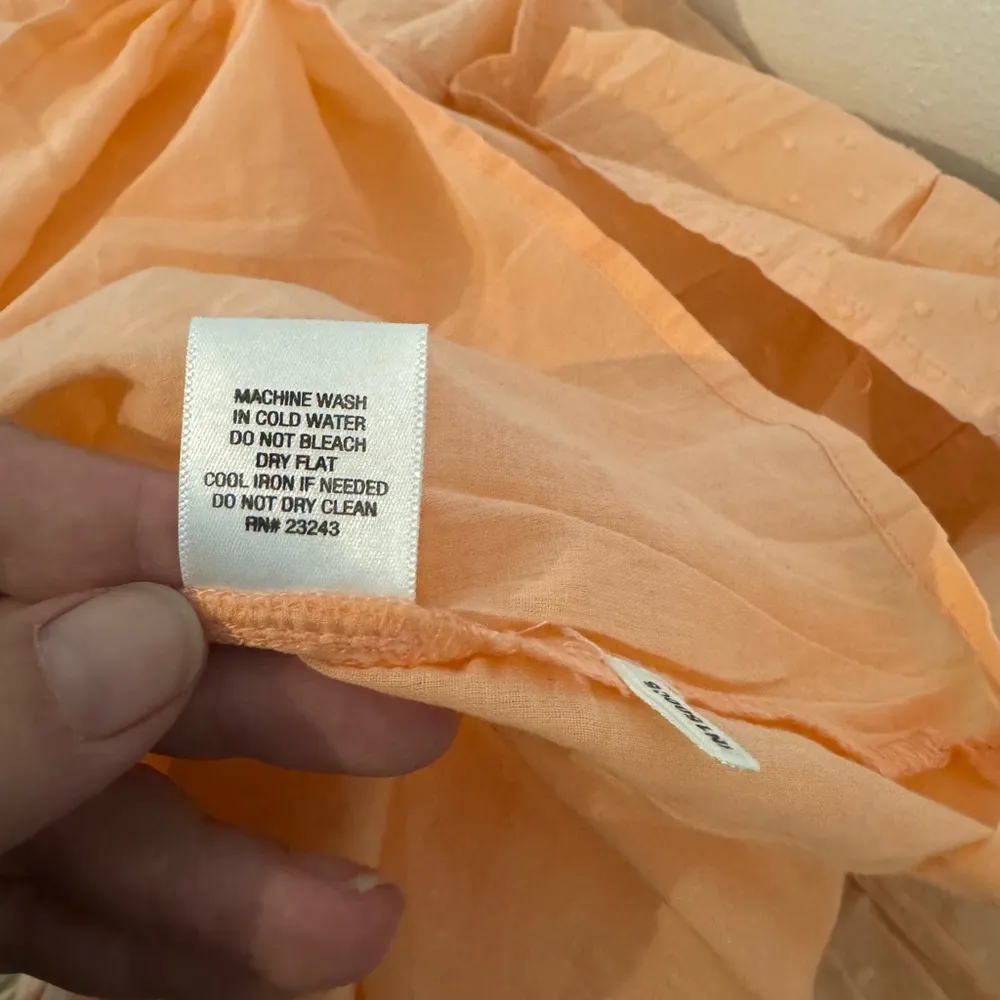 MACHINE WASH
IN COLD WATER
DO NOT BLEACH
DRY FLAT
COOL IRON IF NEEDED
DO NOT DRY CLEAN
RN# 23243